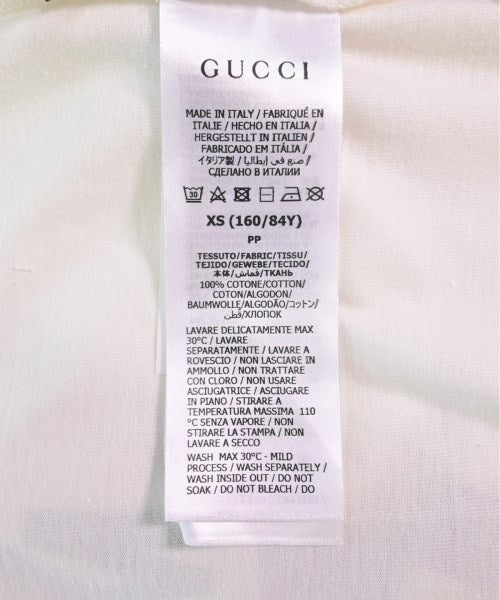 GUCCI
MADE IN ITALY / FABRIQUÉ EN
ITALIE / HECHO EN ITALIA /
HERGESTELLT IN ITALIEN /
FABRICADO EM ITÁLIA /
イタリア製 / صنع في إيطاليا /
СДЕЛАНО В ИТАЛИИ
30
XS (160/84Y)
PP
TESSUTO/FABRIC/TISSU/
TEJIDO/GEWEBE/TECIDO/
本体/قماش/ТКАНЬ
100% COTONE/COTTON/
COTON/ALGODON/
BAUMWOLLE/ALGODÃO/コットン/
قطن/ХЛОПОК
LAVARE DELICATAMENTE MAX
30°C / LAVARE
SEPARATAMENTE / LAVARE A
ROVESCIO / NON LASCIARE IN
AMMOLLO / NON TRATTARE
CON CLORO / NON USARE
ASCIUGATRICE / ASCIUGARE
IN PIANO / STIRARE A
TEMPERATURA MASSIMA 110
°C SENZA VAPORE / NON
STIRARE LA STAMPA / NON
LAVARE A SECCO
WASH MAX 30°C - MILD
PROCESS / WASH SEPARATELY /
WASH INSIDE OUT / DO NOT
SOAK / DO NOT BLEACH / DO